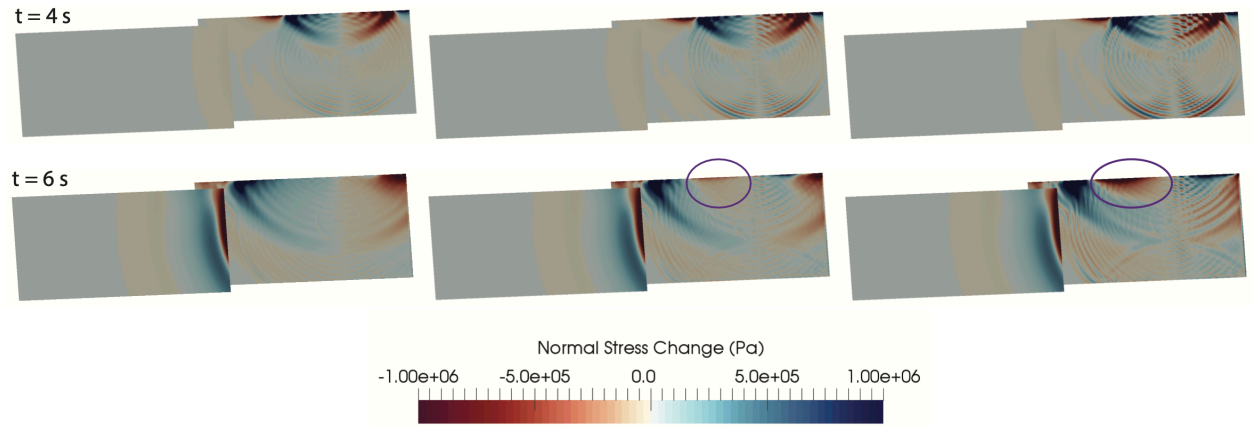 t = 4 s
t = 6 s
Normal Stress Change (Pa)
-1.00e+06 -5.0e+05 0.0 5.0e+05 1.00e+06